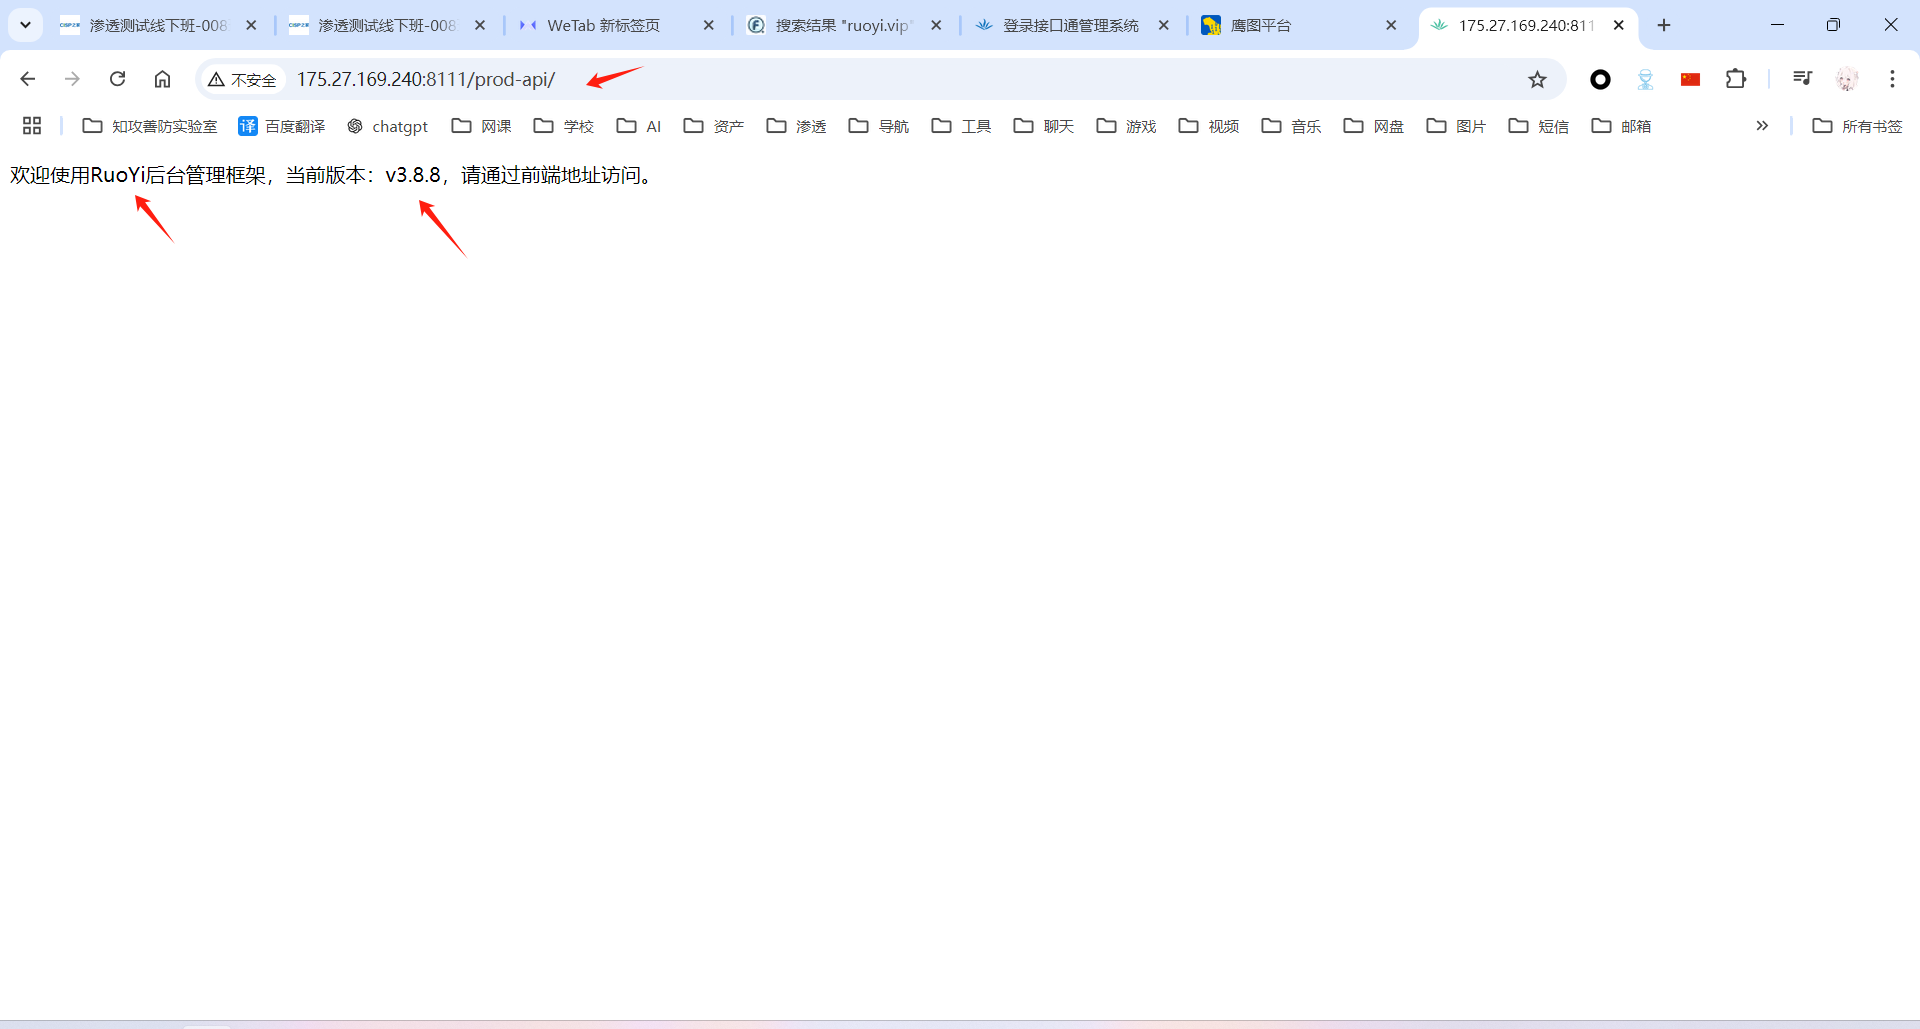 渗透测试线下班-008
渗透测试线下班-008
WeTab 新标签页
搜索结果 "ruoyi.vip"
登录接口通管理系统
鹰图平台
175.27.169.240:811
不安全
175.27.169.240:8111/prod-api/
知攻善防实验室
译 百度翻译
chatgpt
网课
学校
AI
资产
渗透
导航
工具
聊天
游戏
视频
音乐
网盘
图片
短信
邮箱
所有书签
欢迎使用RuoYi后台管理框架，当前版本：v3.8.8，请通过前端地址访问。